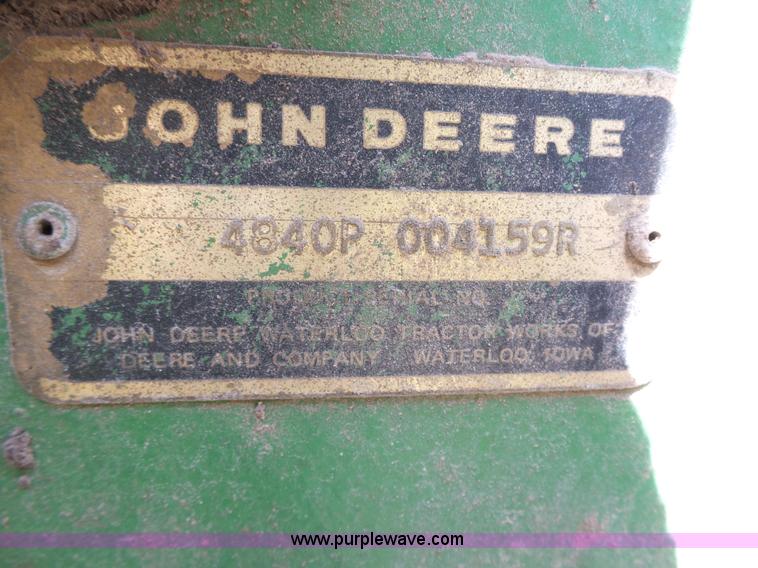 JOHN DEERE
4840P 004159R
PRODUCT SERIAL NO.
JOHN DEERE WATERLOO TRACTOR WORKS OF
DEERE AND COMPANY WATERLOO, IOWA
www.purplewave.com